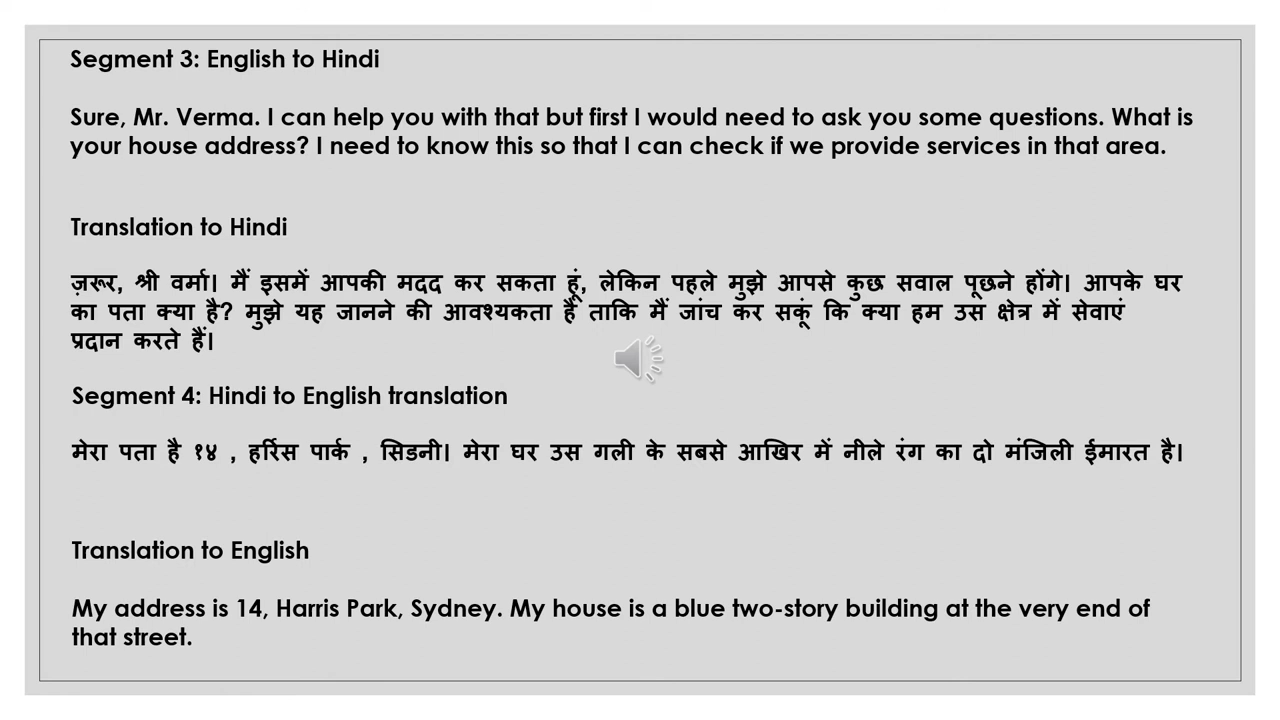 Segment 3: English to Hindi
Sure, Mr. Verma. I can help you with that but first I would need to ask you some questions. What is
your house address? I need to know this so that I can check if we provide services in that area.
Translation to Hindi
ज़रूर, श्री वर्मा। मैं इसमें आपकी मदद कर सकता हूं, लेकिन पहले मुझे आपसे कुछ सवाल पूछने होंगे। आपके घर
का पता क्या है? मुझे यह जानने की आवश्यकता है ताकि मैं जांच कर सकूं कि क्या हम उस क्षेत्र में सेवाएं
प्रदान करते हैं।
Segment 4: Hindi to English translation
मेरा पता है १४ , हर्रिस पार्क , सिडनी। मेरा घर उस गली के सबसे आखिर में नीले रंग का दो मंजिली ईमारत है।
Translation to English
My address is 14, Harris Park, Sydney. My house is a blue two-story building at the very end of
that street.